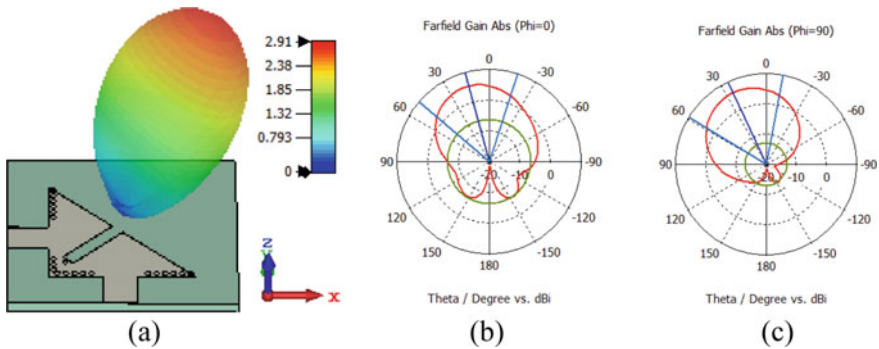 2.91
2.38
1.85
1.32
0.793
0
Z
X
(a)
Farfield Gain Abs (Phi=0)
0
30 -30
60 -60
90 -20 -10 0 -90
120 -120
150 -150
180
Theta / Degree vs. dBi
(b)
Farfield Gain Abs (Phi=90)
0
30 -30
60 -60
90 -20 -10 0 -90
120 -120
150 -150
180
Theta / Degree vs. dBi
(c)